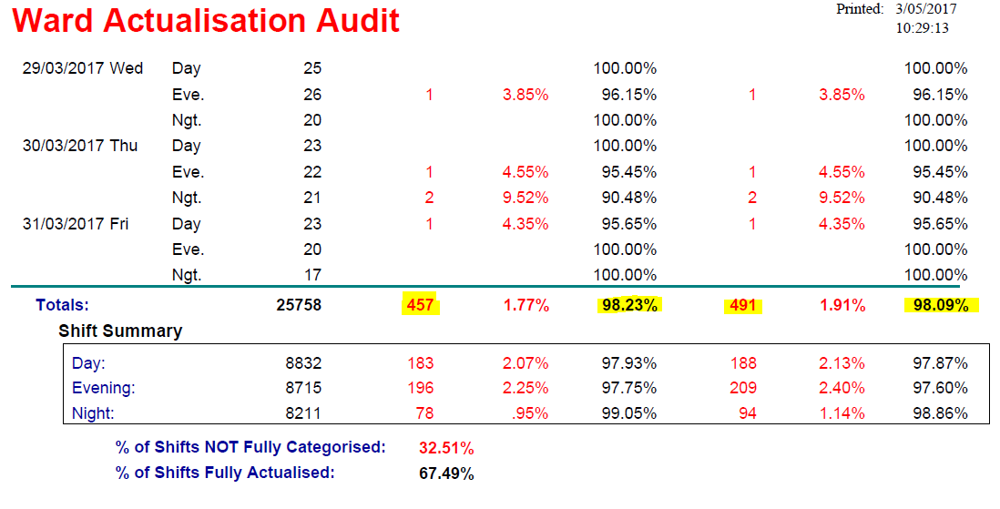 Ward Actualisation Audit
Printed: 3/05/2017
10:29:13
29/03/2017 Wed Day 25 100.00% 100.00%
Eve. 26 1 3.85% 96.15% 1 3.85% 96.15%
Ngt. 20 100.00% 100.00%
30/03/2017 Thu Day 23 100.00% 100.00%
Eve. 22 1 4.55% 95.45% 1 4.55% 95.45%
Ngt. 21 2 9.52% 90.48% 2 9.52% 90.48%
31/03/2017 Fri Day 23 1 4.35% 95.65% 1 4.35% 95.65%
Eve. 20 100.00% 100.00%
Ngt. 17 100.00% 100.00%
Totals: 25758 457 1.77% 98.23% 491 1.91% 98.09%
Shift Summary
Day: 8832 183 2.07% 97.93% 188 2.13% 97.87%
Evening: 8715 196 2.25% 97.75% 209 2.40% 97.60%
Night: 8211 78 .95% 99.05% 94 1.14% 98.86%
% of Shifts NOT Fully Categorised: 32.51%
% of Shifts Fully Actualised: 67.49%